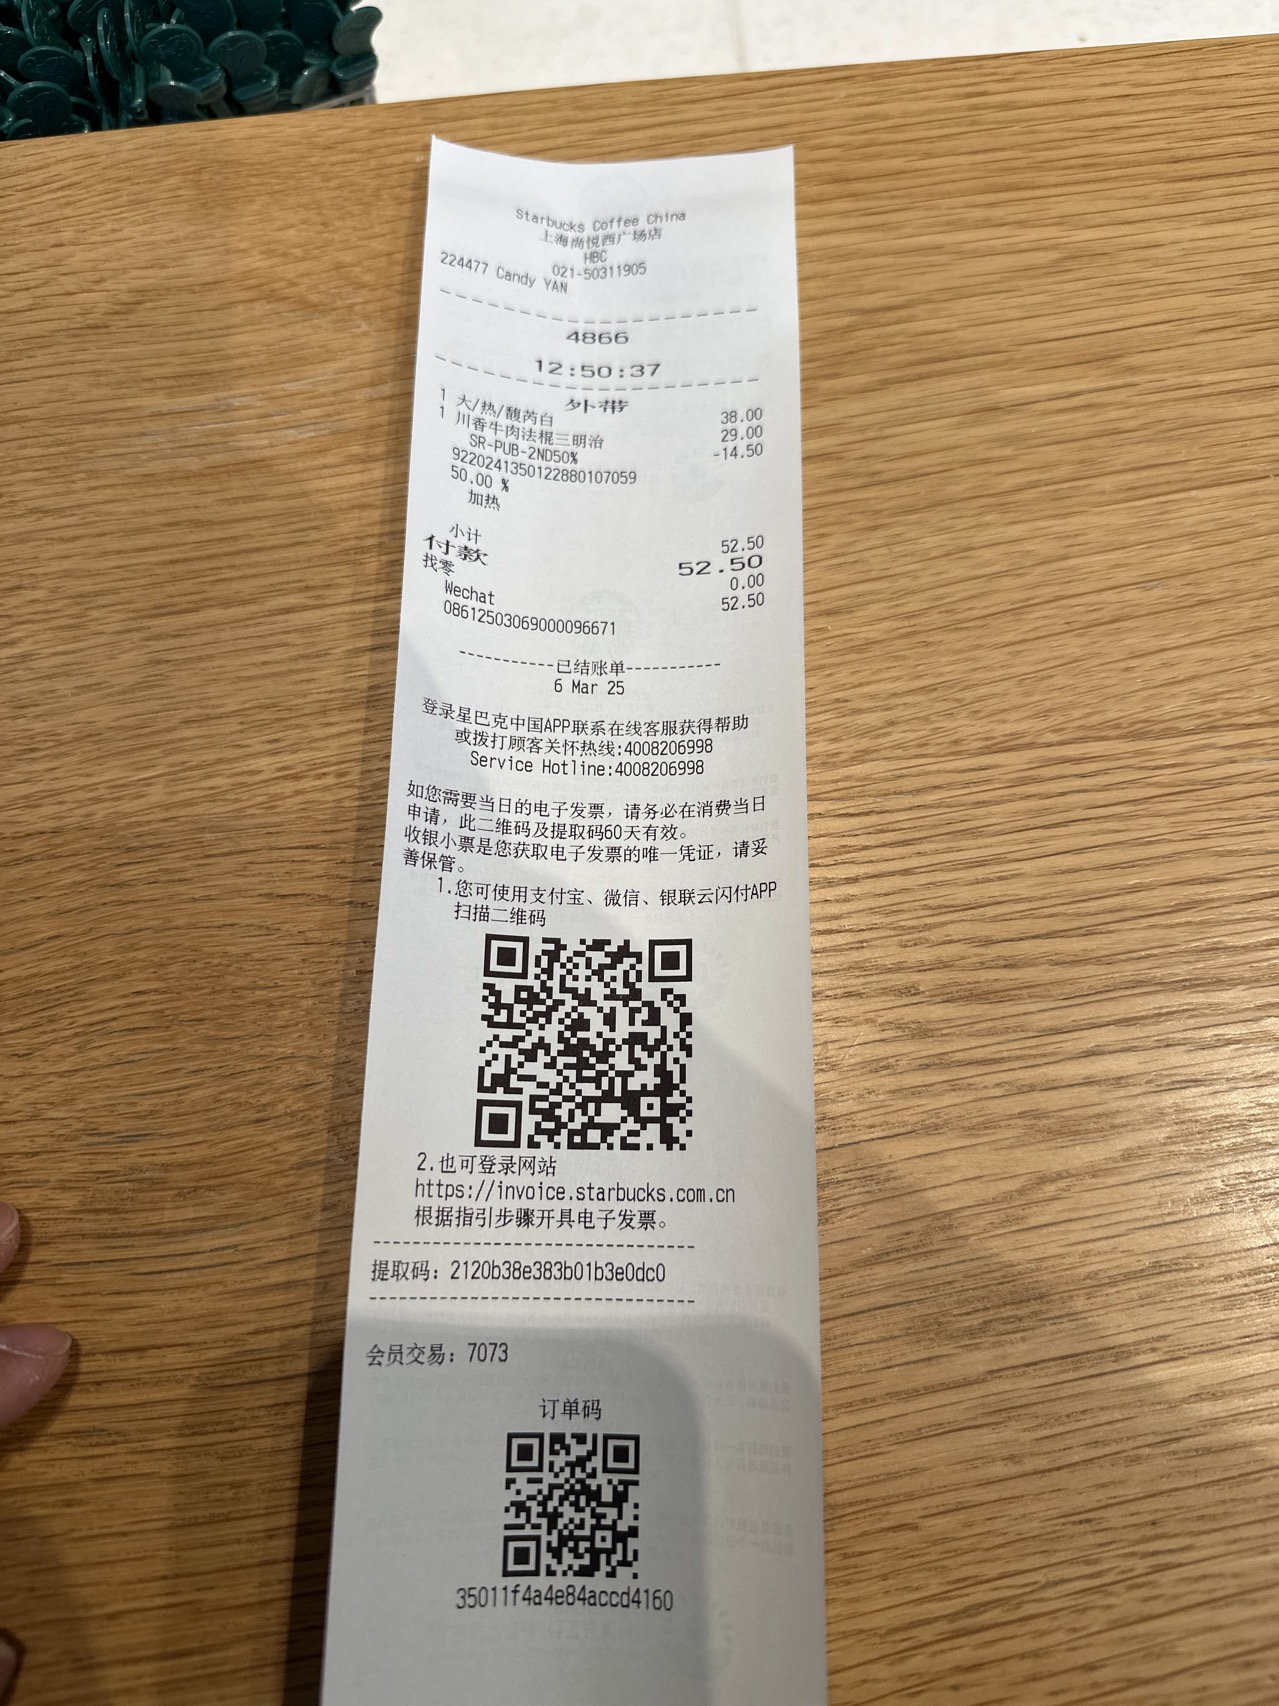 Starbucks Coffee China
上海尚悦西广场店
HBC
021-50311905
224477 Candy YAN
4866
12:50:37
外带
1 大/热/馥芮白 38.00
1 川香牛肉法棍三明治 29.00
SR-PUB-2ND50% -14.50
9220241350122880107059
50.00 %
加热
小计 52.50
付款 52.50
找零 0.00
Wechat 52.50
08612503069000096671
-----------已结账单-----------
6 Mar 25
登录星巴克中国APP联系在线客服获得帮助
或拨打顾客关怀热线:4008206998
Service Hotline:4008206998
如您需要当日的电子发票，请务必在消费当日
申请，此二维码及提取码60天有效。
收银小票是您获取电子发票的唯一凭证，请妥
善保管。
1.您可使用支付宝、微信、银联云闪付APP
扫描二维码
2.也可登录网站
https://invoice.starbucks.com.cn
根据指引步骤开具电子发票。
提取码: 2120b38e383b01b3e0dc0
会员交易: 7073
订单码
35011f4a4e84accd4160